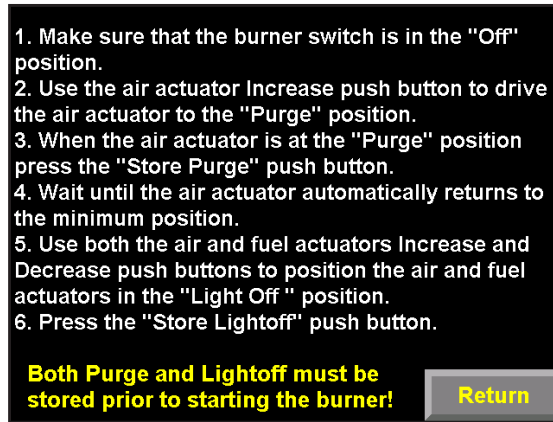 1. Make sure that the burner switch is in the "Off"
position.
2. Use the air actuator Increase push button to drive
the air actuator to the "Purge" position.
3. When the air actuator is at the "Purge" position
press the "Store Purge" push button.
4. Wait until the air actuator automatically returns to
the minimum position.
5. Use both the air and fuel actuators Increase and
Decrease push buttons to position the air and fuel
actuators in the "Light Off " position.
6. Press the "Store Lightoff" push button.
Both Purge and Lightoff must be
stored prior to starting the burner!
Return